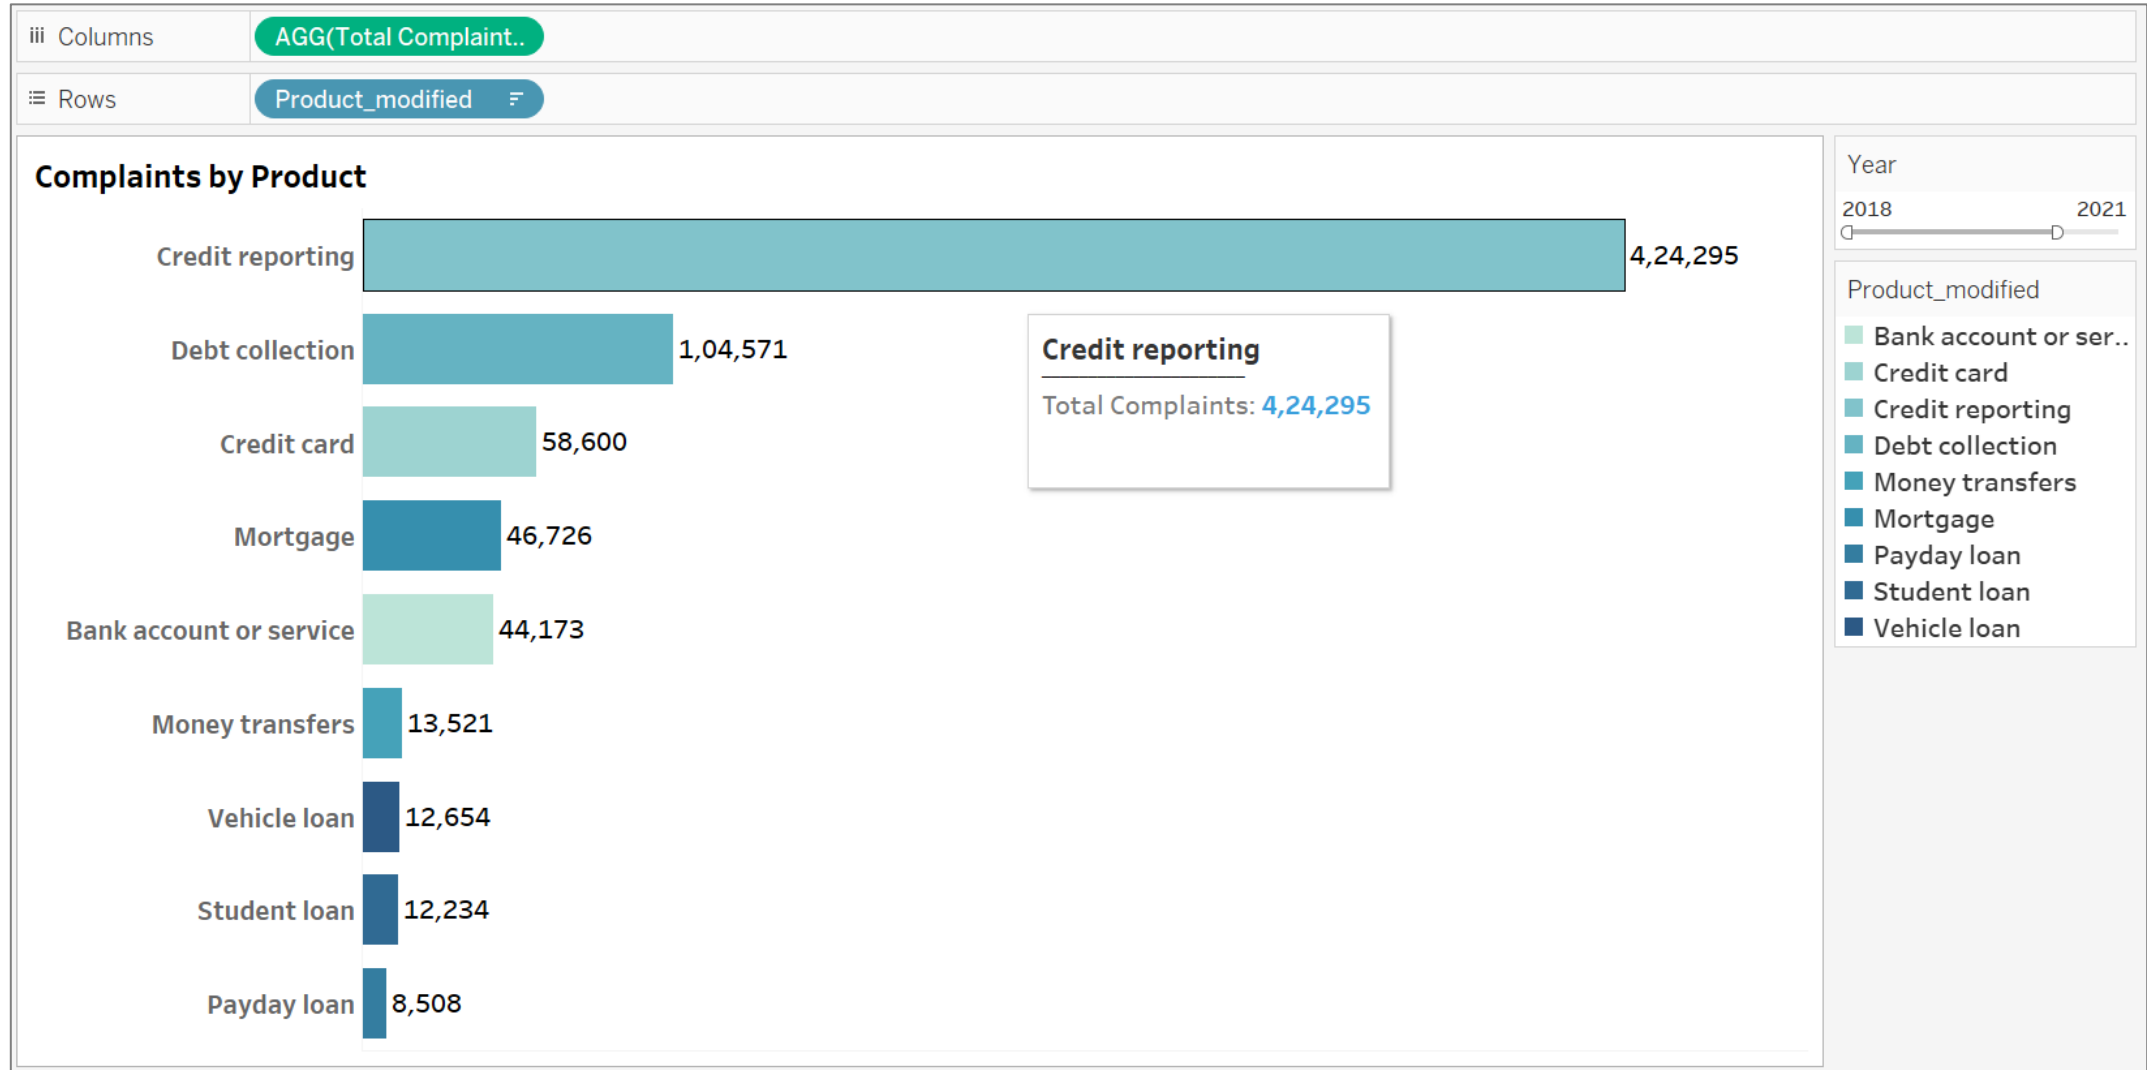 Columns
AGG(Total Complaint..
Rows
Product_modified
Complaints by Product
Credit reporting 4,24,295
Debt collection 1,04,571
Credit card 58,600
Mortgage 46,726
Bank account or service 44,173
Money transfers 13,521
Vehicle loan 12,654
Student loan 12,234
Payday loan 8,508
Credit reporting
Total Complaints: 4,24,295
Year
2018 2021
Product_modified
Bank account or ser..
Credit card
Credit reporting
Debt collection
Money transfers
Mortgage
Payday loan
Student loan
Vehicle loan